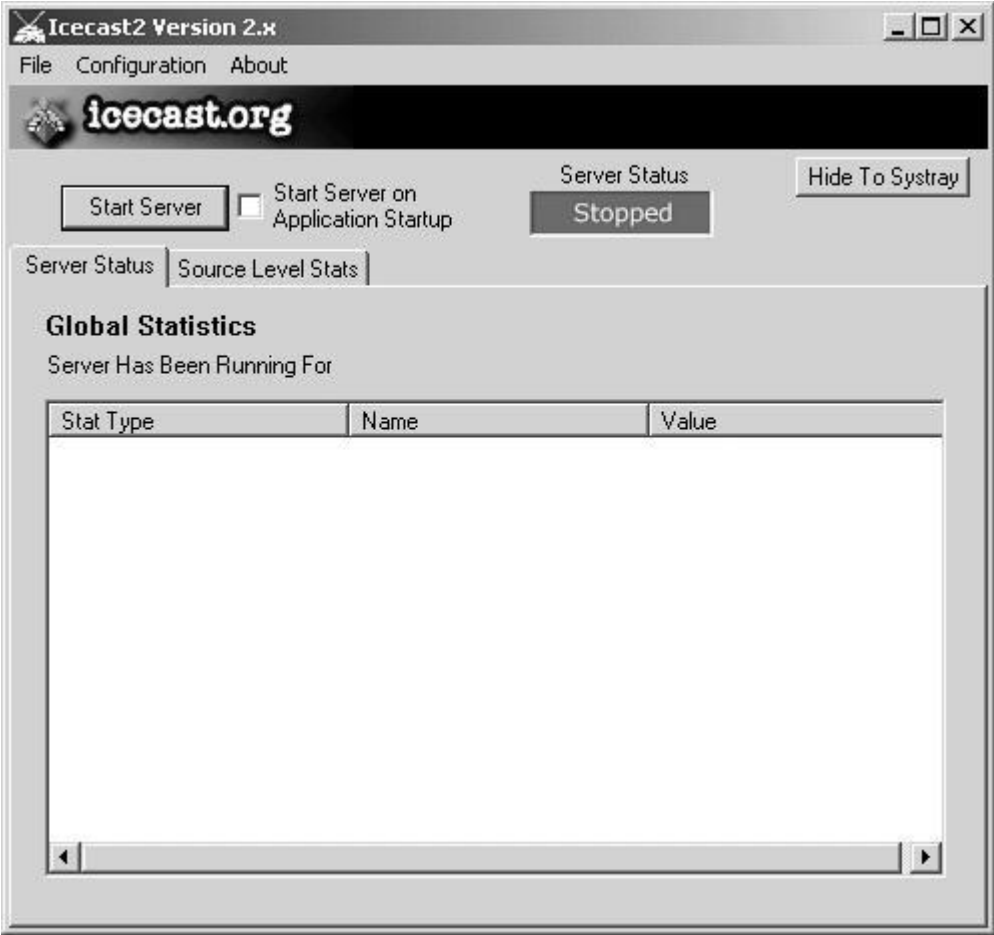 Icecast2 Version 2.x
File Configuration About
icecast.org
Start Server
Start Server on
Application Startup
Server Status
Stopped
Hide To Systray
Server Status
Source Level Stats
Global Statistics
Server Has Been Running For
Stat Type Name Value